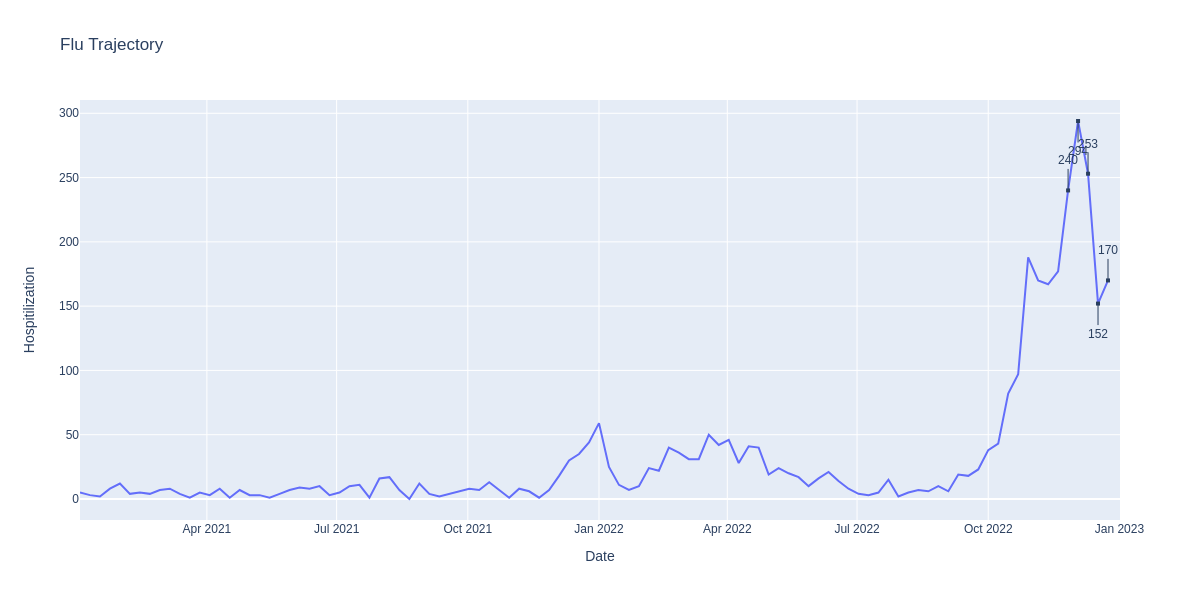 Flu Trajectory
300
250
200
150
100
50
0
Hospitilization
240
294
253
152
170
Apr 2021
Jul 2021
Oct 2021
Jan 2022
Apr 2022
Jul 2022
Oct 2022
Jan 2023
Date